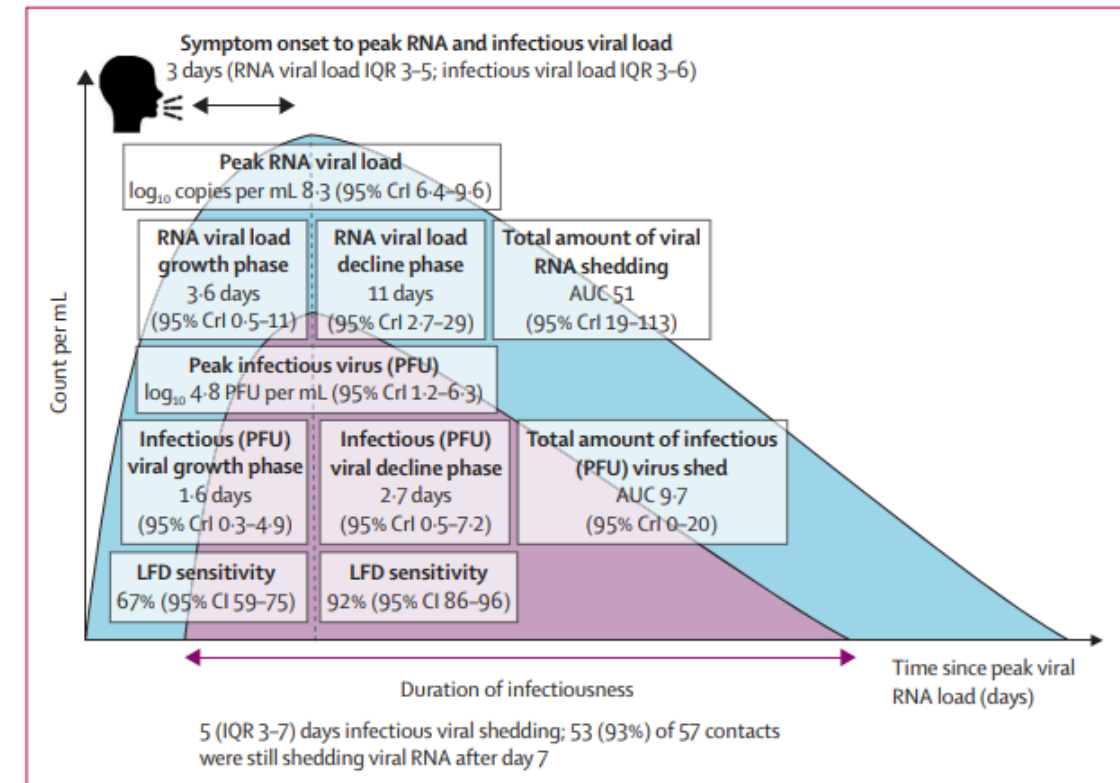 Symptom onset to peak RNA and infectious viral load
3 days (RNA viral load IQR 3–5; infectious viral load IQR 3–6)
Peak RNA viral load
log₁₀ copies per mL 8·3 (95% CrI 6·4–9·6)
RNA viral load
growth phase
3·6 days
(95% CrI 0·5–11)
RNA viral load
decline phase
11 days
(95% CrI 2·7–29)
Total amount of viral
RNA shedding
AUC 51
(95% CrI 19–113)
Peak infectious virus (PFU)
log₁₀ 4·8 PFU per mL (95% CrI 1·2–6·3)
Infectious (PFU)
viral growth phase
1·6 days
(95% CrI 0·3–4·9)
Infectious (PFU)
viral decline phase
2·7 days
(95% CrI 0·5–7·2)
Total amount of infectious
(PFU) virus shed
AUC 9·7
(95% CrI 0–20)
LFD sensitivity
67% (95% CI 59–75)
LFD sensitivity
92% (95% CI 86–96)
Count per mL
Time since peak viral
RNA load (days)
Duration of infectiousness
5 (IQR 3–7) days infectious viral shedding; 53 (93%) of 57 contacts
were still shedding viral RNA after day 7